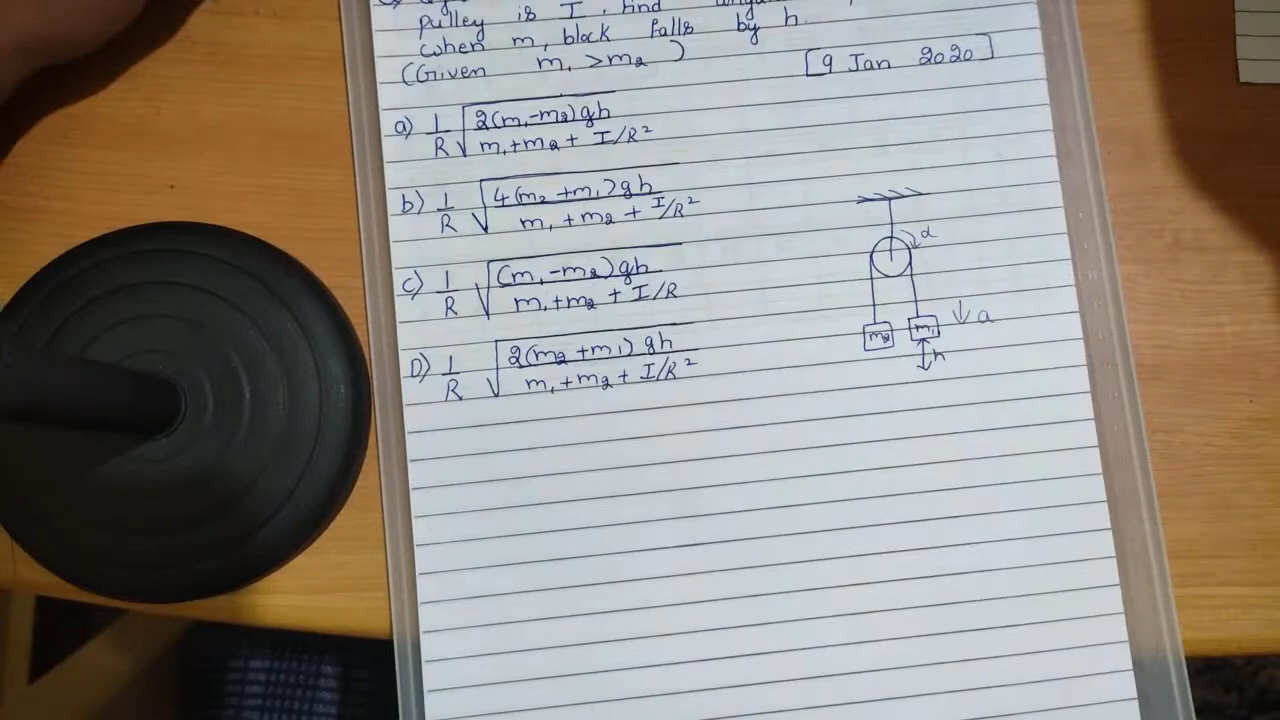 pulley is I. Find
when m, block falls by h.
(Given m₁ > m₂)
[9 Jan 2020]
a) 1/R √(2(m₁-m₂)gh / m₁+m₂ + I/R²)
b) 1/R √(4(m₂ +m₁)gh / m₁ +m₂ + I/R²)
c) 1/R √((m₁-m₂)gh / m₁+m₂ + I/R)
D) 1/R √(2(m₂ +m₁) gh / m₁+m₂ + I/R²)
α
m₂ m₁ a
h